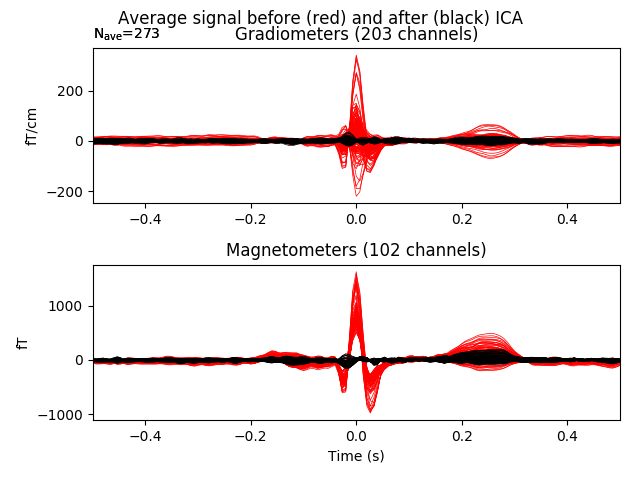 Average signal before (red) and after (black) ICA
Nave=273
Gradiometers (203 channels)
fT/cm
200
0
−200
−0.4 −0.2 0.0 0.2 0.4
Magnetometers (102 channels)
fT
1000
0
−1000
−0.4 −0.2 0.0 0.2 0.4
Time (s)